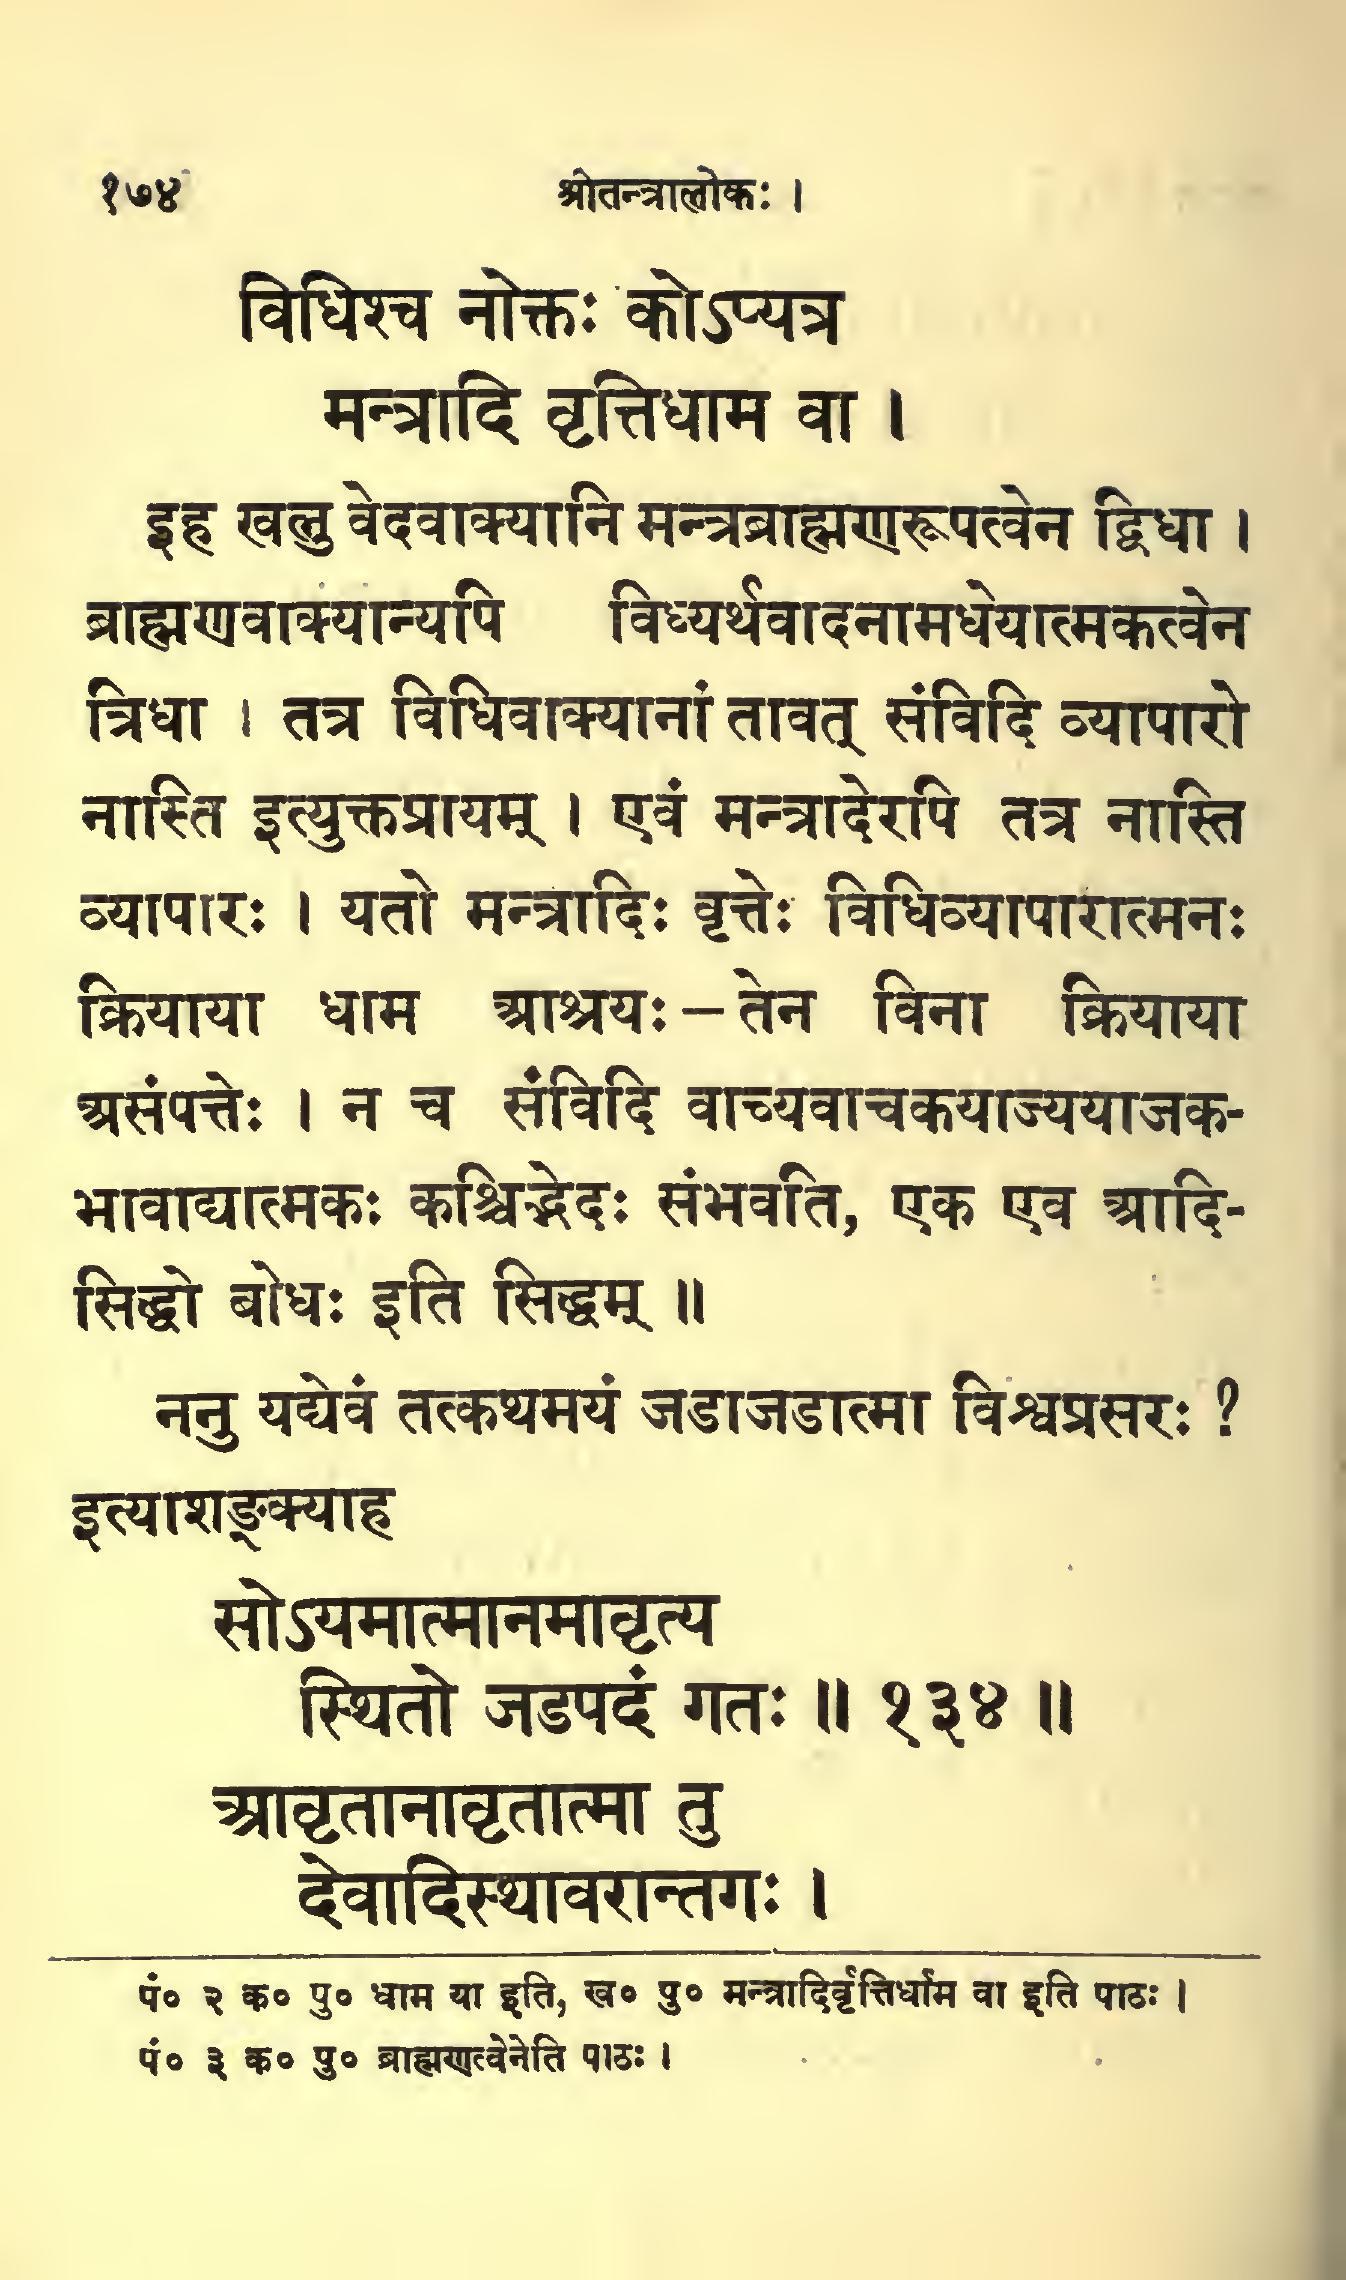 १७४ श्रीतन्त्रालोकः ।
विधिश्च नोक्तः कोऽप्यत्र
मन्त्रादि वृत्तिधाम वा ।
इह खलु वेदवाक्यानि मन्त्रब्राह्मणरूपत्वेन द्विधा ।
ब्राह्मणवाक्यान्यपि विध्यर्थवादनामधेयात्मकत्वेन
त्रिधा । तत्र विधिवाक्यानां तावत् संविदि व्यापारो
नास्ति इत्युक्तप्रायम् । एवं मन्त्रादेरपि तत्र नास्ति
व्यापारः । यतो मन्त्रादिः वृत्तेः विधिव्यापारात्मनः
क्रियाया धाम आश्रयः – तेन विना क्रियाया
असंपत्तेः । न च संविदि वाच्यवाचकयाज्ययाजक-
भावाद्यात्मकः कश्चिद्भेदः संभवति, एक एव आदि-
सिद्धो बोधः इति सिद्धम् ॥
ननु यद्येवं तत्कथमयं जडाजडात्मा विश्वप्रसरः ?
इत्याशङ्क्याह
सोऽयमात्मानमावृत्य
स्थितो जडपदं गतः ॥ १३४ ॥
आवृतानावृतात्मा तु
देवादिस्थावरान्तगः ।
पं० २ क० पु० धाम या इति, ख० पु० मन्त्रादिर्वृत्तिर्धाम वा इति पाठः ।
पं० ३ क० पु० ब्राह्मणत्वेनेति पाठः ।